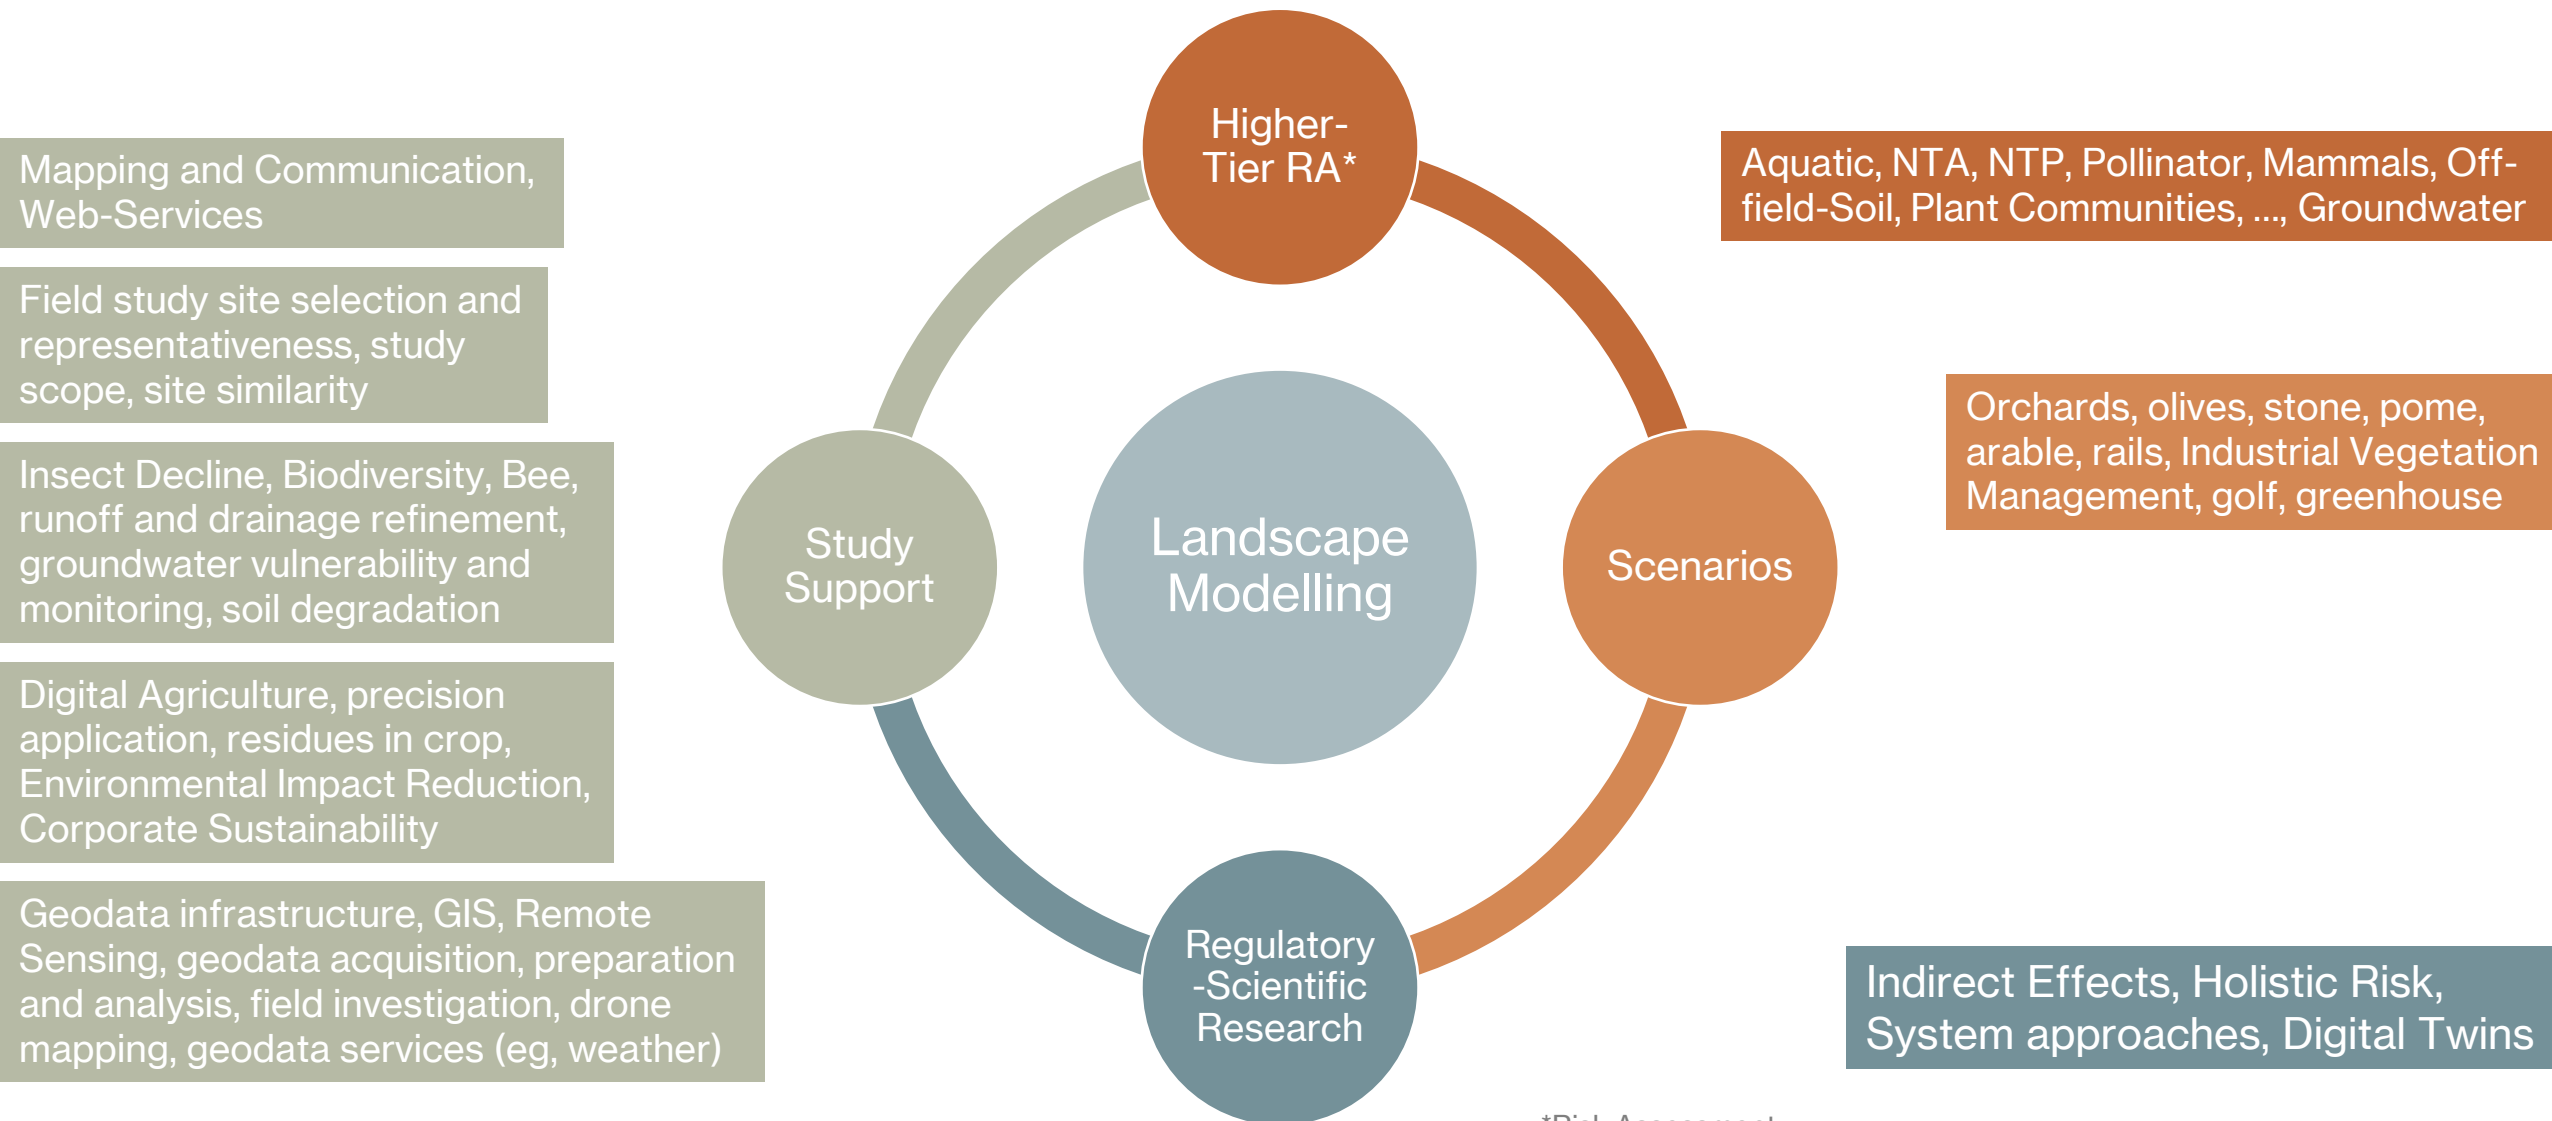 Higher-
Tier RA*
Mapping and Communication,
Web-Services
Field study site selection and
representativeness, study
scope, site similarity
Insect Decline, Biodiversity, Bee,
runoff and drainage refinement,
groundwater vulnerability and
monitoring, soil degradation
Digital Agriculture, precision
application, residues in crop,
Environmental Impact Reduction,
Corporate Sustainability
Geodata infrastructure, GIS, Remote
Sensing, geodata acquisition, preparation
and analysis, field investigation, drone
mapping, geodata services (eg, weather)
Study
Support
Landscape
Modelling
Scenarios
Regulatory
-Scientific
Research
Aquatic, NTA, NTP, Pollinator, Mammals, Off-
field-Soil, Plant Communities, ..., Groundwater
Orchards, olives, stone, pome,
arable, rails, Industrial Vegetation
Management, golf, greenhouse
Indirect Effects, Holistic Risk,
System approaches, Digital Twins
*Risk Assessment